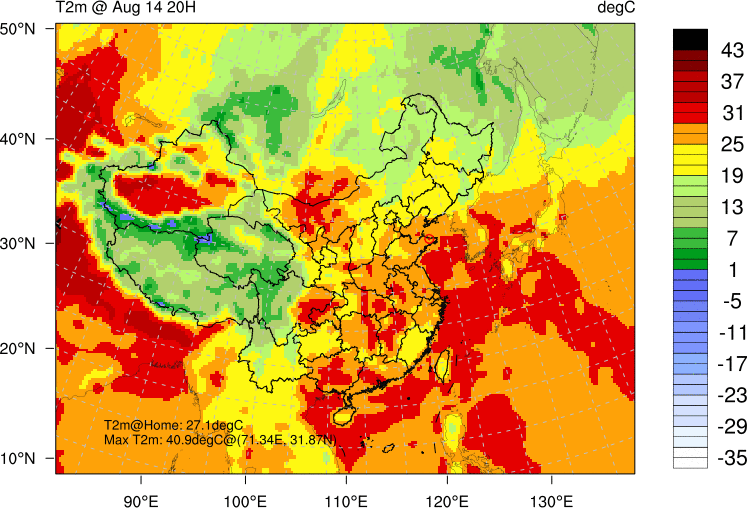 T2m @ Aug 14 20H degC
50°N
40°N
30°N
20°N
10°N
T2m@Home: 27.1degC
Max T2m: 40.9degC@(71.34E, 31.87N)
90°E 100°E 110°E 120°E 130°E
43
37
31
25
19
13
7
1
-5
-11
-17
-23
-29
-35